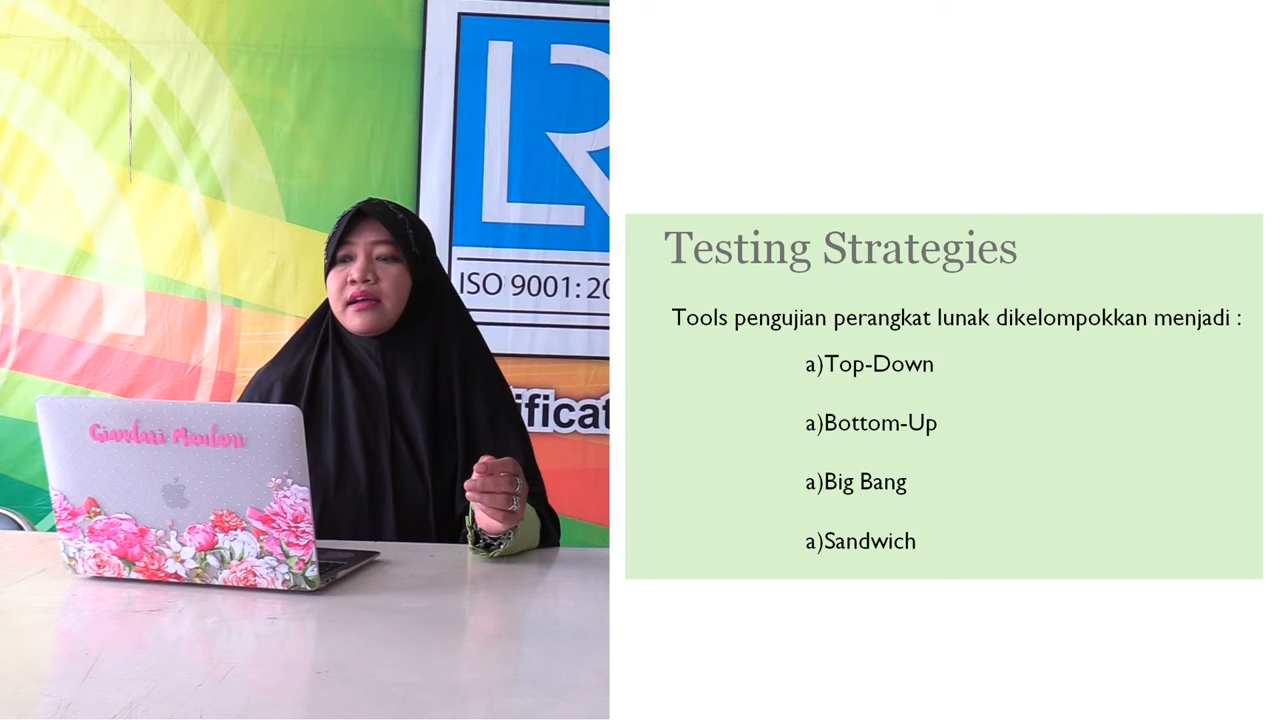 LR
ISO 9001: 20
ificat
Giandari Maulani
Testing Strategies
Tools pengujian perangkat lunak dikelompokkan menjadi :
a)Top-Down
a)Bottom-Up
a)Big Bang
a)Sandwich